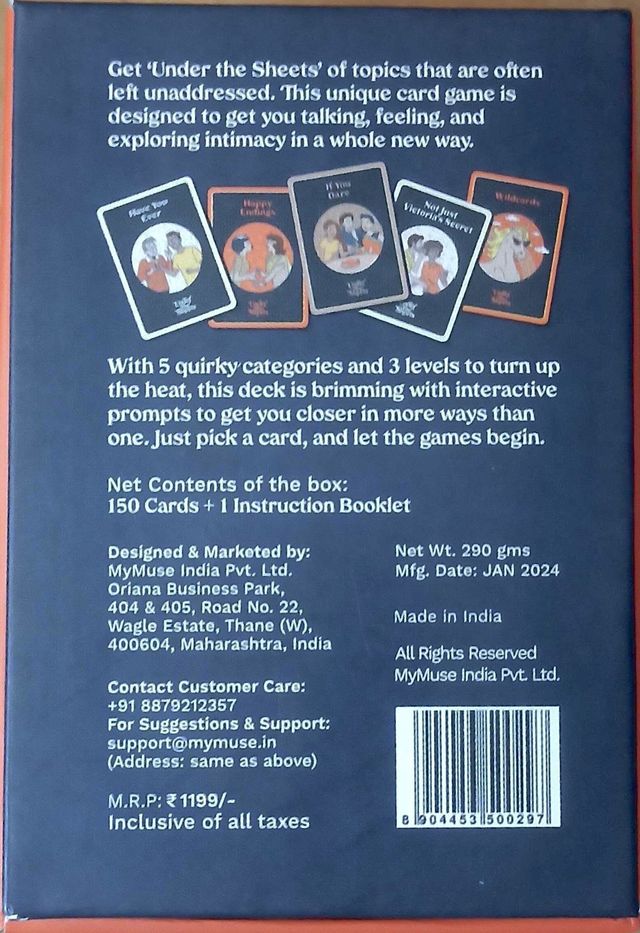 Get ‘Under the Sheets’ of topics that are often
left unaddressed. This unique card game is
designed to get you talking, feeling, and
exploring intimacy in a whole new way.
Have You
Ever
Happy
Endings
If You
Dare
Not Just
Victoria's Secret
Wildcards
With 5 quirky categories and 3 levels to turn up
the heat, this deck is brimming with interactive
prompts to get you closer in more ways than
one. Just pick a card, and let the games begin.
Net Contents of the box:
150 Cards + 1 Instruction Booklet
Designed & Marketed by:
MyMuse India Pvt. Ltd.
Oriana Business Park,
404 & 405, Road No. 22,
Wagle Estate, Thane (W),
400604, Maharashtra, India
Contact Customer Care:
+91 8879212357
For Suggestions & Support:
support@mymuse.in
(Address: same as above)
M.R.P: ₹1199/-
Inclusive of all taxes
Net Wt. 290 gms
Mfg. Date: JAN 2024
Made in India
All Rights Reserved
MyMuse India Pvt. Ltd.
8 904453 500297